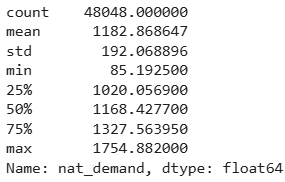 count 48048.000000
mean 1182.868647
std 192.068896
min 85.192500
25% 1020.056900
50% 1168.427700
75% 1327.563950
max 1754.882000
Name: nat_demand, dtype: float64